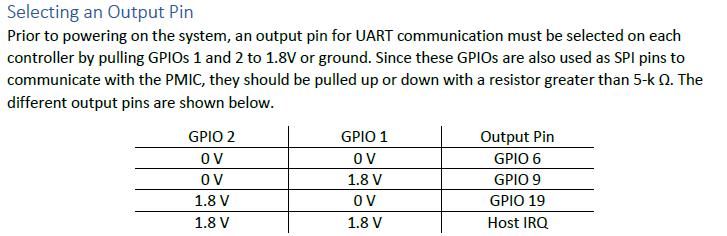 Selecting an Output Pin
Prior to powering on the system, an output pin for UART communication must be selected on each
controller by pulling GPIOs 1 and 2 to 1.8V or ground. Since these GPIOs are also used as SPI pins to
communicate with the PMIC, they should be pulled up or down with a resistor greater than 5-k Ω. The
different output pins are shown below.
GPIO 2 GPIO 1 Output Pin
0 V 0 V GPIO 6
0 V 1.8 V GPIO 9
1.8 V 0 V GPIO 19
1.8 V 1.8 V Host IRQ